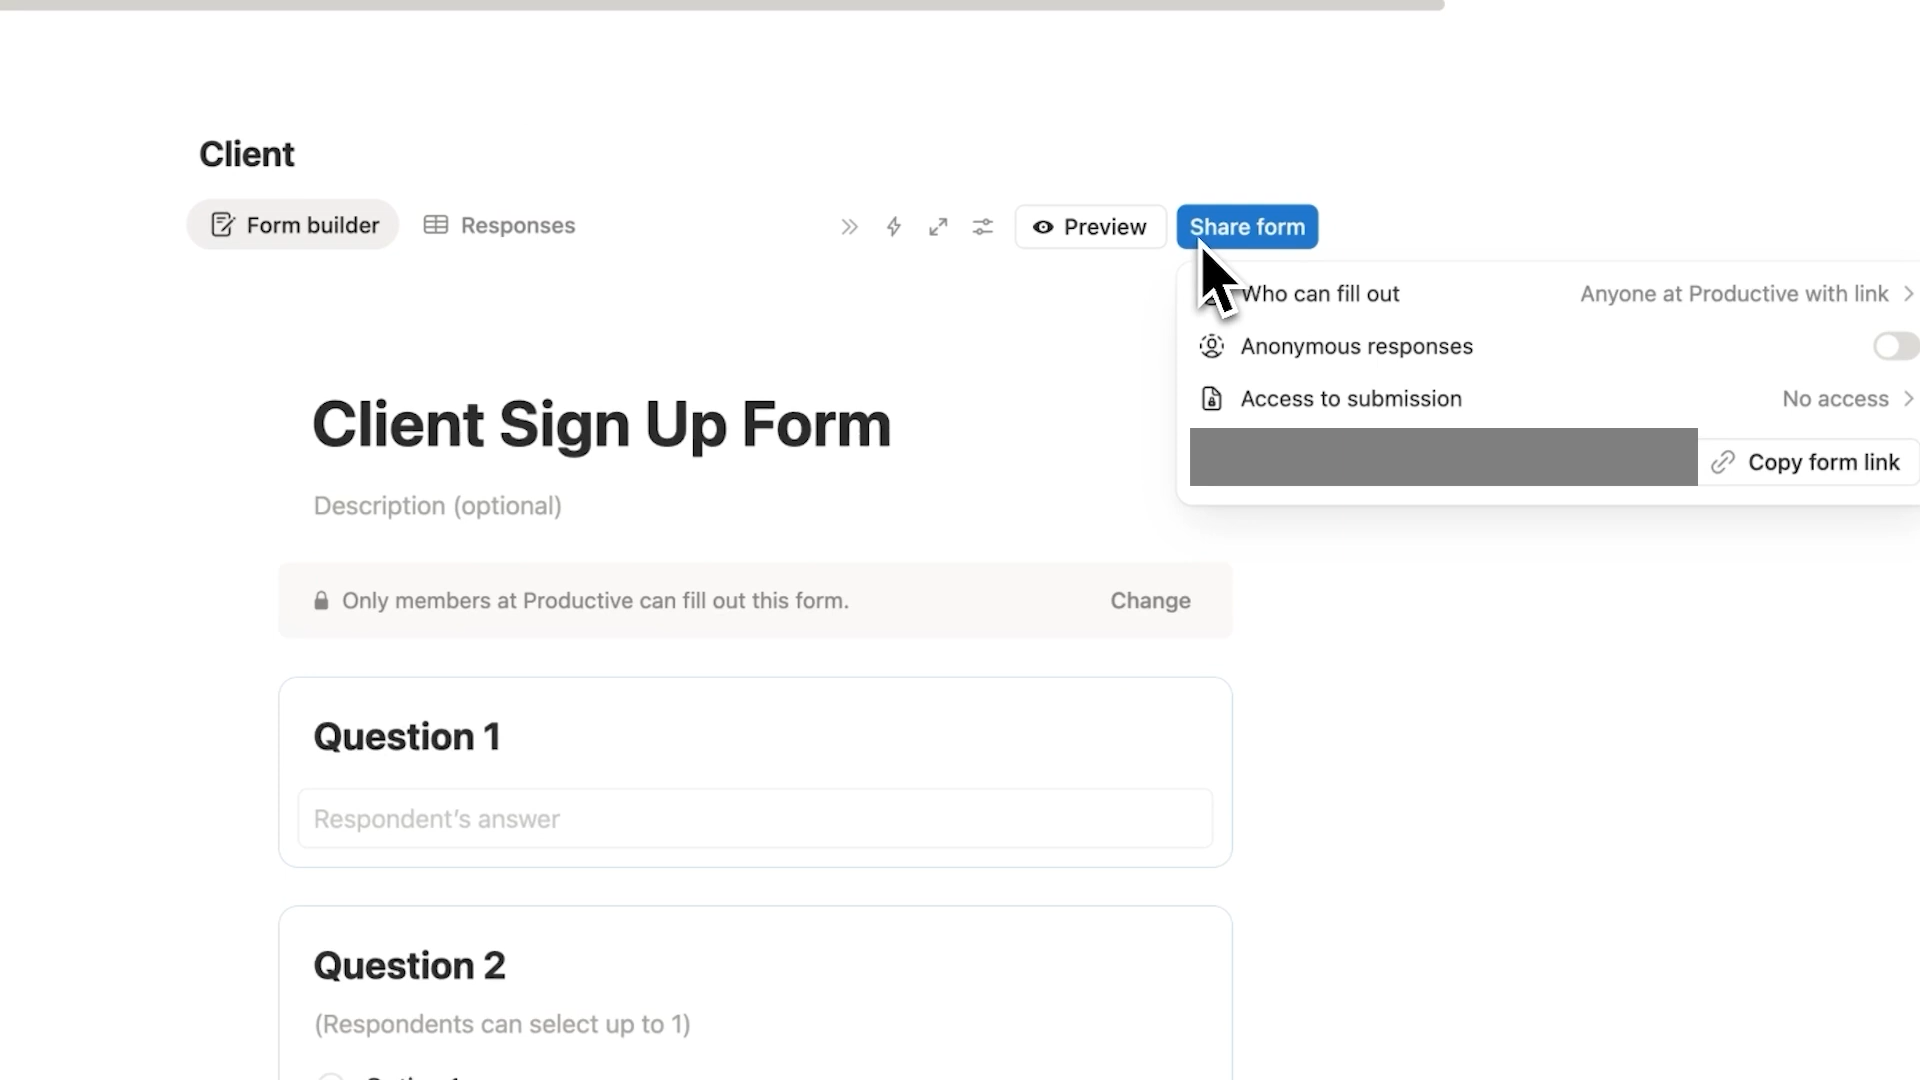 Client
Form builder
Responses
Preview
Share form
Who can fill out
Anyone at Productive with link
Anonymous responses
Access to submission
No access
Copy form link
Client Sign Up Form
Description (optional)
Only members at Productive can fill out this form.
Change
Question 1
Respondent’s answer
Question 2
(Respondents can select up to 1)